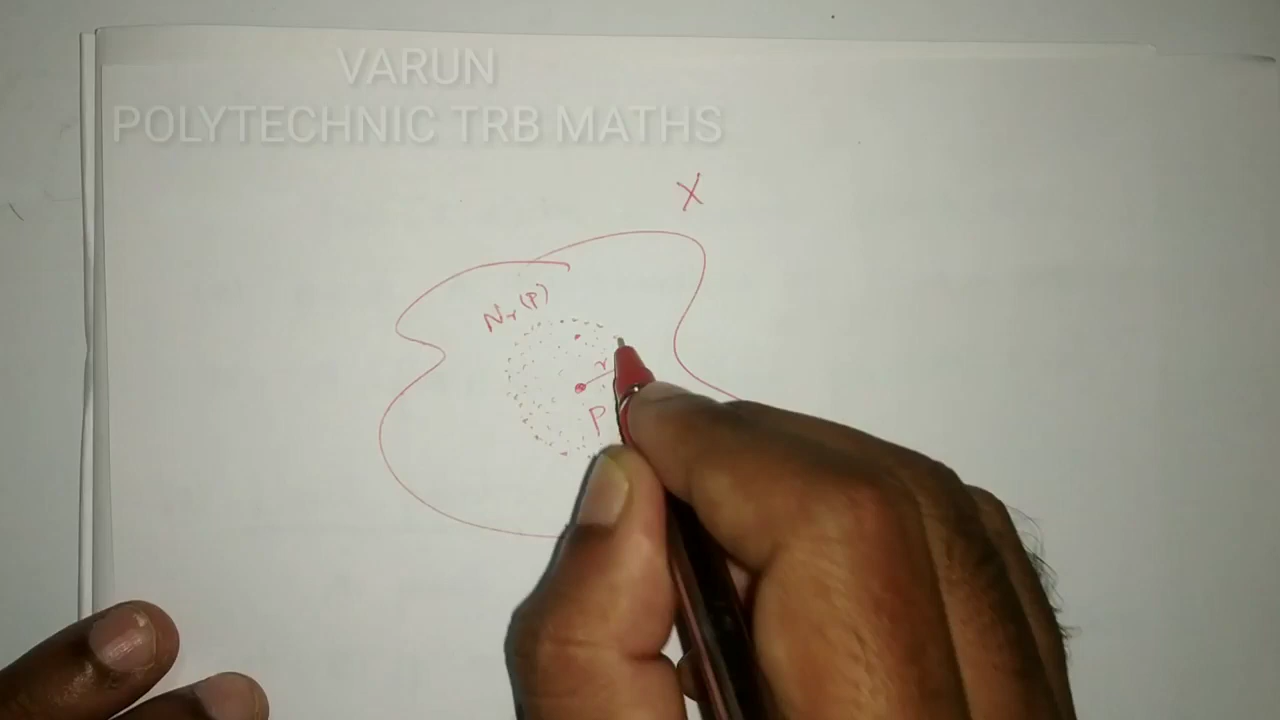 VARUN
POLYTECHNIC TRB MATHS
X
Nr(P)
r
P